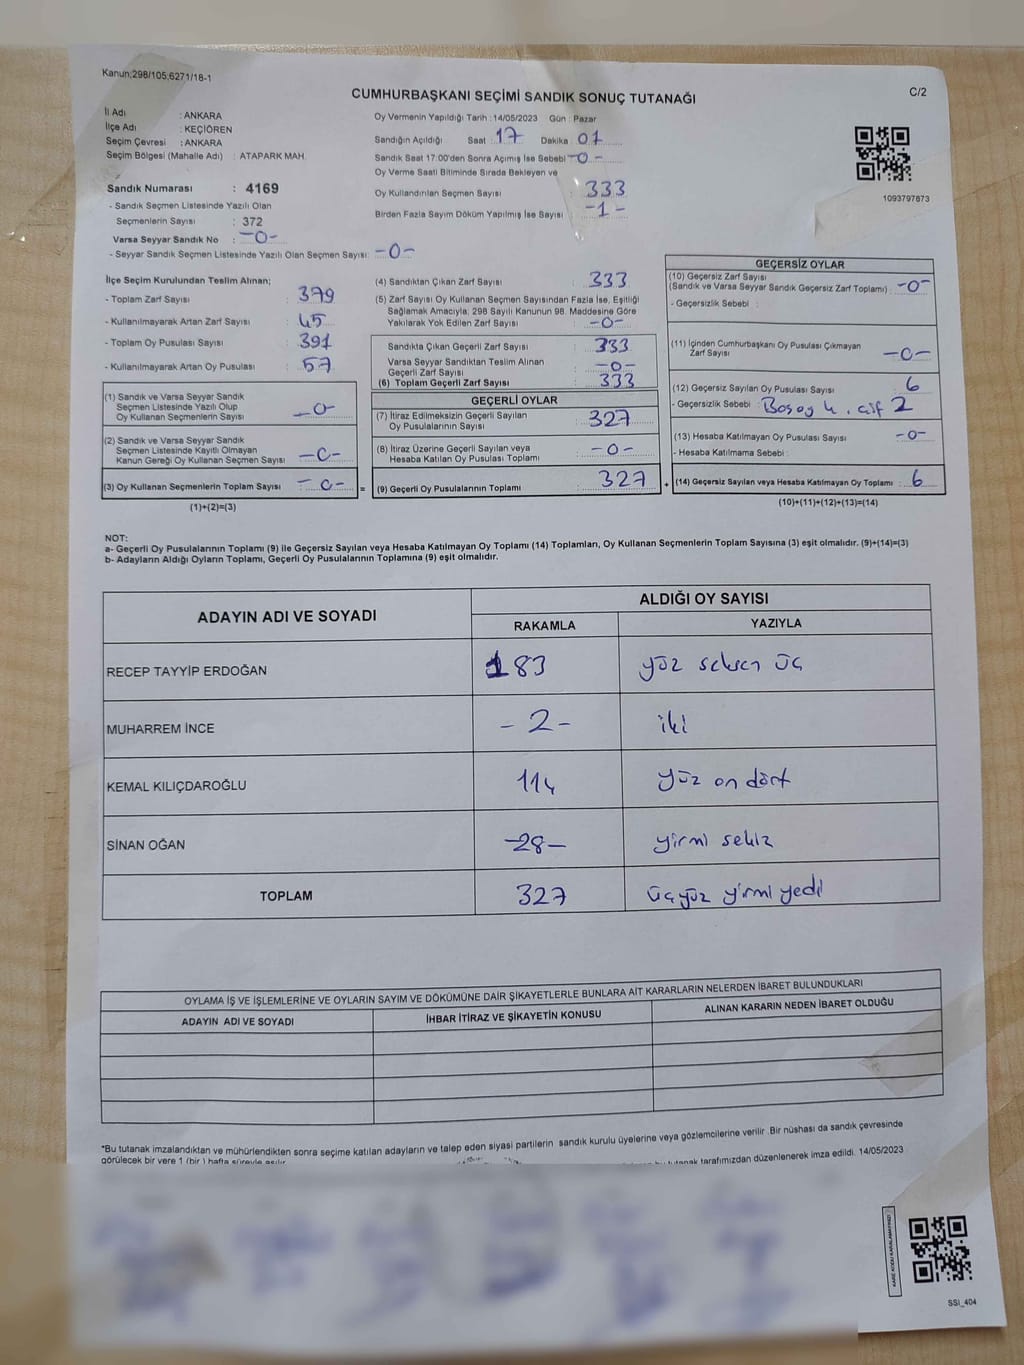 Kanun;298/105;6271/18-1
C/2
CUMHURBAŞKANI SEÇİMİ SANDIK SONUÇ TUTANAĞI
İl Adı : ANKARA
İlçe Adı : KEÇİÖREN
Seçim Çevresi : ANKARA
Seçim Bölgesi (Mahalle Adı) : ATAPARK MAH.
Sandık Numarası : 4169
- Sandık Seçmen Listesinde Yazılı Olan
Seçmenlerin Sayısı : 372
Varsa Seyyar Sandık No : -0-
- Seyyar Sandık Seçmen Listesinde Yazılı Olan Seçmen Sayısı: -0-
Oy Vermenin Yapıldığı Tarih : 14/05/2023 Gün : Pazar
Sandığın Açıldığı Saat : 17 Dakika 01
Sandık Saat 17:00'den Sonra Açımış İse Sebebi -0-
Oy Verme Saati Bitiminde Sırada Bekleyen ve
Oy Kullandırılan Seçmen Sayısı : 333
Birden Fazla Sayım Döküm Yapılmış İse Sayısı : -1-
1093797873
İlçe Seçim Kurulundan Teslim Alınan;
- Toplam Zarf Sayısı : 379
- Kullanılmayarak Artan Zarf Sayısı : 45
- Toplam Oy Pusulası Sayısı : 391
- Kullanılmayarak Artan Oy Pusulası : 57
(1) Sandık ve Varsa Seyyar Sandık
Seçmen Listesinde Yazılı Olup
Oy Kullanan Seçmenlerin Sayısı : -0-
(2) Sandık ve Varsa Seyyar Sandık
Seçmen Listesinde Kayıtlı Olmayan
Kanun Gereği Oy Kullanan Seçmen Sayısı : -0-
(3) Oy Kullanan Seçmenlerin Toplam Sayısı : -0- =
(1)+(2)=(3)
(4) Sandıktan Çıkan Zarf Sayısı : 333
(5) Zarf Sayısı Oy Kullanan Seçmen Sayısından Fazla İse, Eşitliği
Sağlamak Amacıyla; 298 Sayılı Kanunun 98. Maddesine Göre
Yakılarak Yok Edilen Zarf Sayısı : -0-
Sandıkta Çıkan Geçerli Zarf Sayısı : 333
Varsa Seyyar Sandıktan Teslim Alınan
Geçerli Zarf Sayısı : -0-
(6) Toplam Geçerli Zarf Sayısı : 333
GEÇERLİ OYLAR
(7) İtiraz Edilmeksizin Geçerli Sayılan
Oy Pusulalarının Sayısı : 327
(8) İtiraz Üzerine Geçerli Sayılan veya
Hesaba Katılan Oy Pusulası Toplamı : -0-
(9) Geçerli Oy Pusulalarının Toplamı : 327 +
GEÇERSİZ OYLAR
(10) Geçersiz Zarf Sayısı
(Sandık ve Varsa Seyyar Sandık Geçersiz Zarf Toplamı) : -0-
- Geçersizlik Sebebi :
(11) İçinden Cumhurbaşkanı Oy Pusulası Çıkmayan
Zarf Sayısı : -0-
(12) Geçersiz Sayılan Oy Pusulası Sayısı : 6
- Geçersizlik Sebebi : 4, çift 2
(13) Hesaba Katılmayan Oy Pusulası Sayısı : -0-
- Hesaba Katılmama Sebebi :
(14) Geçersiz Sayılan veya Hesaba Katılmayan Oy Toplamı : 6
(10)+(11)+(12)+(13)=(14)
NOT:
a- Geçerli Oy Pusulalarının Toplamı (9) ile Geçersiz Sayılan veya Hesaba Katılmayan Oy Toplamı (14) Toplamları, Oy Kullanan Seçmenlerin Toplam Sayısına (3) eşit olmalıdır. (9)+(14)=(3)
b- Adayların Aldığı Oyların Toplamı, Geçerli Oy Pusulalarının Toplamına (9) eşit olmalıdır.
ADAYIN ADI VE SOYADI
ALDIĞI OY SAYISI
RAKAMLA YAZIYLA
RECEP TAYYİP ERDOĞAN 183 yüz seksen üç
MUHARREM İNCE -2- iki
KEMAL KILIÇDAROĞLU 114 yüz on dört
SİNAN OĞAN -28- yirmi sekiz
TOPLAM 327 üçyüz yirmi yedi
OYLAMA İŞ VE İŞLEMLERİNE VE OYLARIN SAYIM VE DÖKÜMÜNE DAİR ŞİKAYETLERLE BUNLARA AİT KARARLARIN NELERDEN İBARET BULUNDUKLARI
ADAYIN ADI VE SOYADI İHBAR İTİRAZ VE ŞİKAYETİN KONUSU ALINAN KARARIN NEDEN İBARET OLDUĞU
*Bu tutanak imzalandıktan ve mühürlendikten sonra seçime katılan adayların ve talep eden siyasi partilerin sandık kurulu üyelerine veya gözlemcilerine verilir .Bir nüshası da sandık çevresinde
görülecek bir yere 1 (bir ) hafta süreyle asılır. bu tutanak tarafımızdan düzenlenerek imza edildi. 14/05/2023
SSI_404